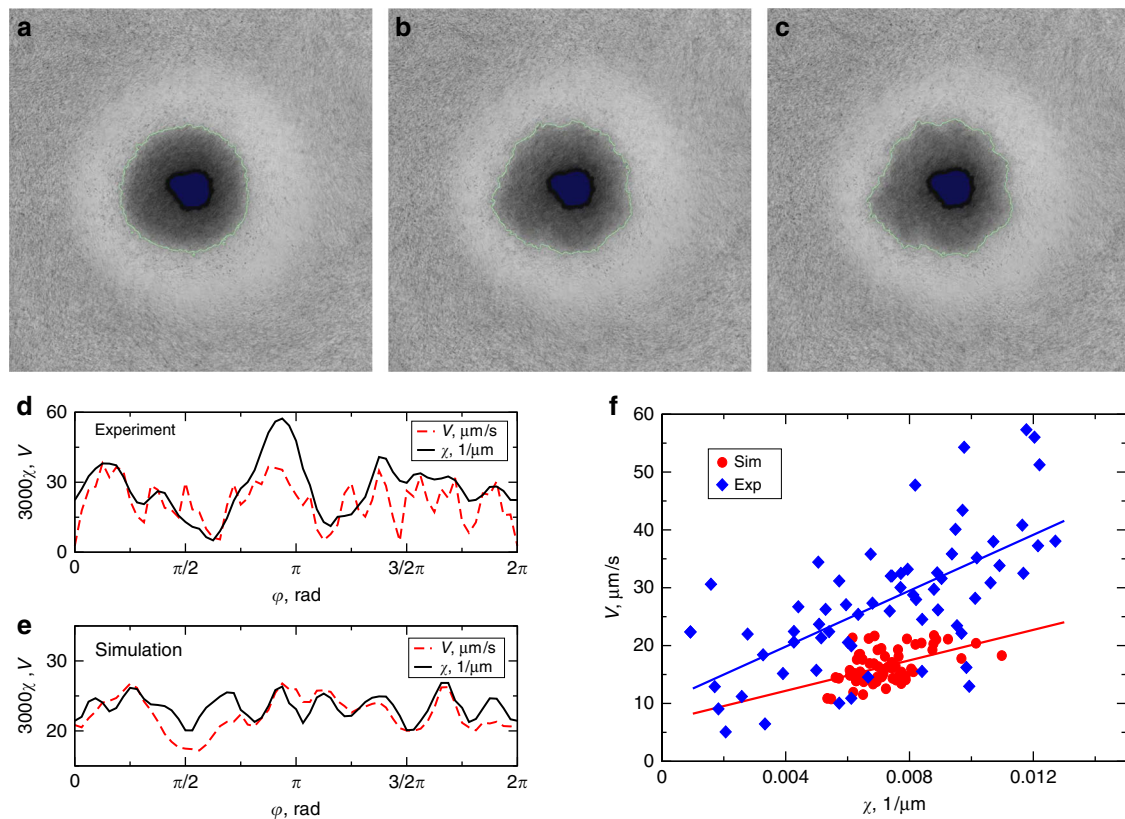 a
b
c
d
60
30
0
3000χ, V
Experiment
V, μm/s
χ, 1/μm
0
π/2
π
3/2π
2π
φ, rad
e
30
20
3000χ, V
Simulation
V, μm/s
χ, 1/μm
0
π/2
π
3/2π
2π
φ, rad
f
60
50
40
30
20
10
0
V, μm/s
Sim
Exp
0
0.004
0.008
0.012
χ, 1/μm